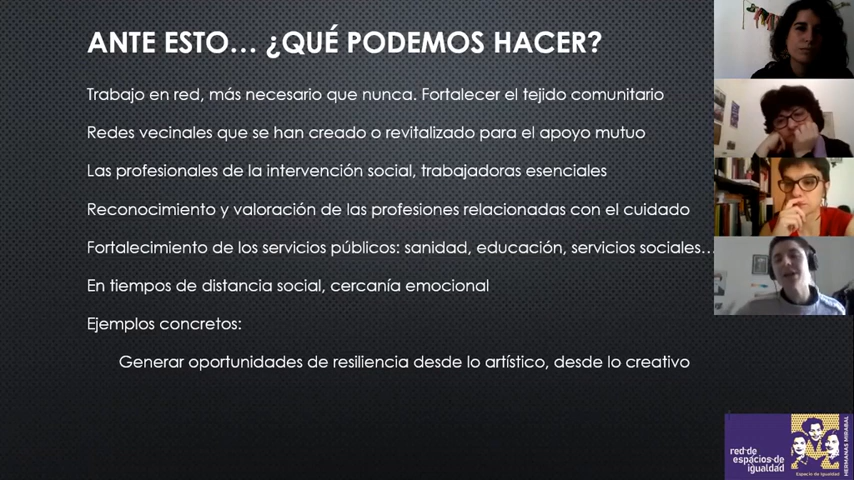 ANTE ESTO... ¿QUÉ PODEMOS HACER?
Trabajo en red, más necesario que nunca. Fortalecer el tejido comunitario
Redes vecinales que se han creado o revitalizado para el apoyo mutuo
Las profesionales de la intervención social, trabajadoras esenciales
Reconocimiento y valoración de las profesiones relacionadas con el cuidado
Fortalecimiento de los servicios públicos: sanidad, educación, servicios sociales...
En tiempos de distancia social, cercanía emocional
Ejemplos concretos:
Generar oportunidades de resiliencia desde lo artístico, desde lo creativo
red de
espacios de
igualdad
Espacio de Igualdad
HERMANAS MIRABAL